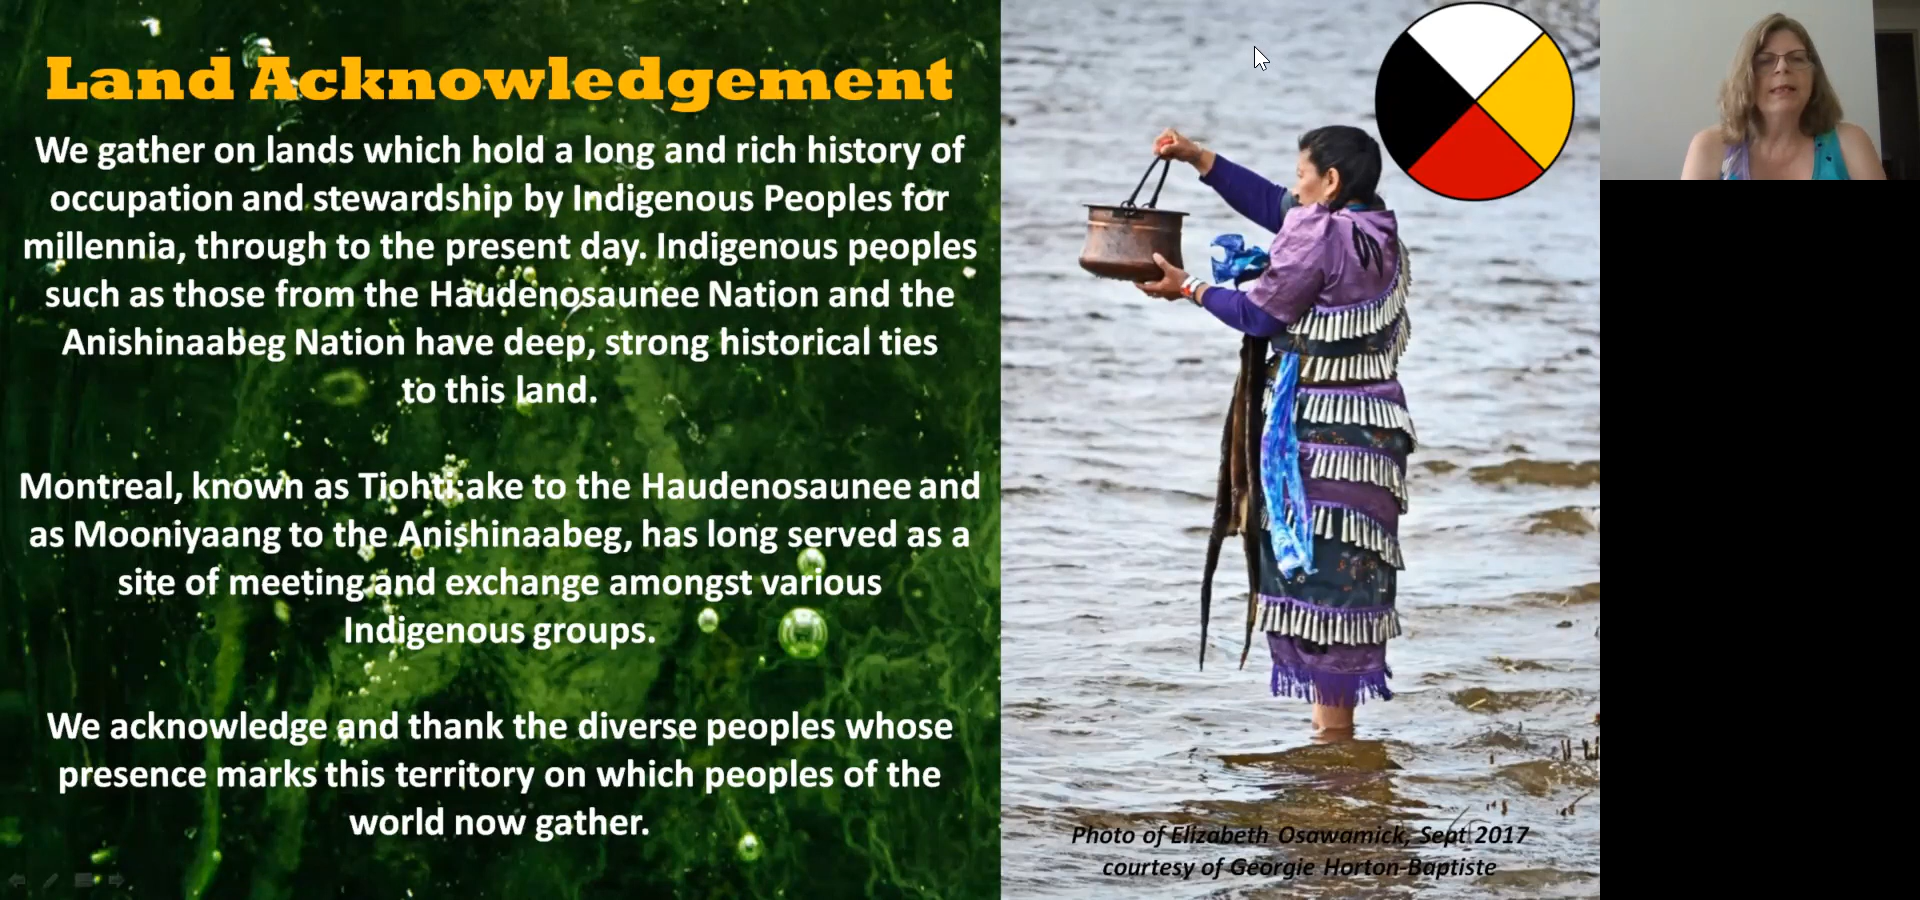 Land Acknowledgement
We gather on lands which hold a long and rich history of
occupation and stewardship by Indigenous Peoples for
millennia, through to the present day. Indigenous peoples
such as those from the Haudenosaunee Nation and the
Anishinaabeg Nation have deep, strong historical ties
to this land.
Montreal, known as Tiohti:ake to the Haudenosaunee and
as Mooniyaang to the Anishinaabeg, has long served as a
site of meeting and exchange amongst various
Indigenous groups.
We acknowledge and thank the diverse peoples whose
presence marks this territory on which peoples of the
world now gather.
Photo of Elizabeth Osawamick, Sept 2017
courtesy of Georgie Horton-Baptiste